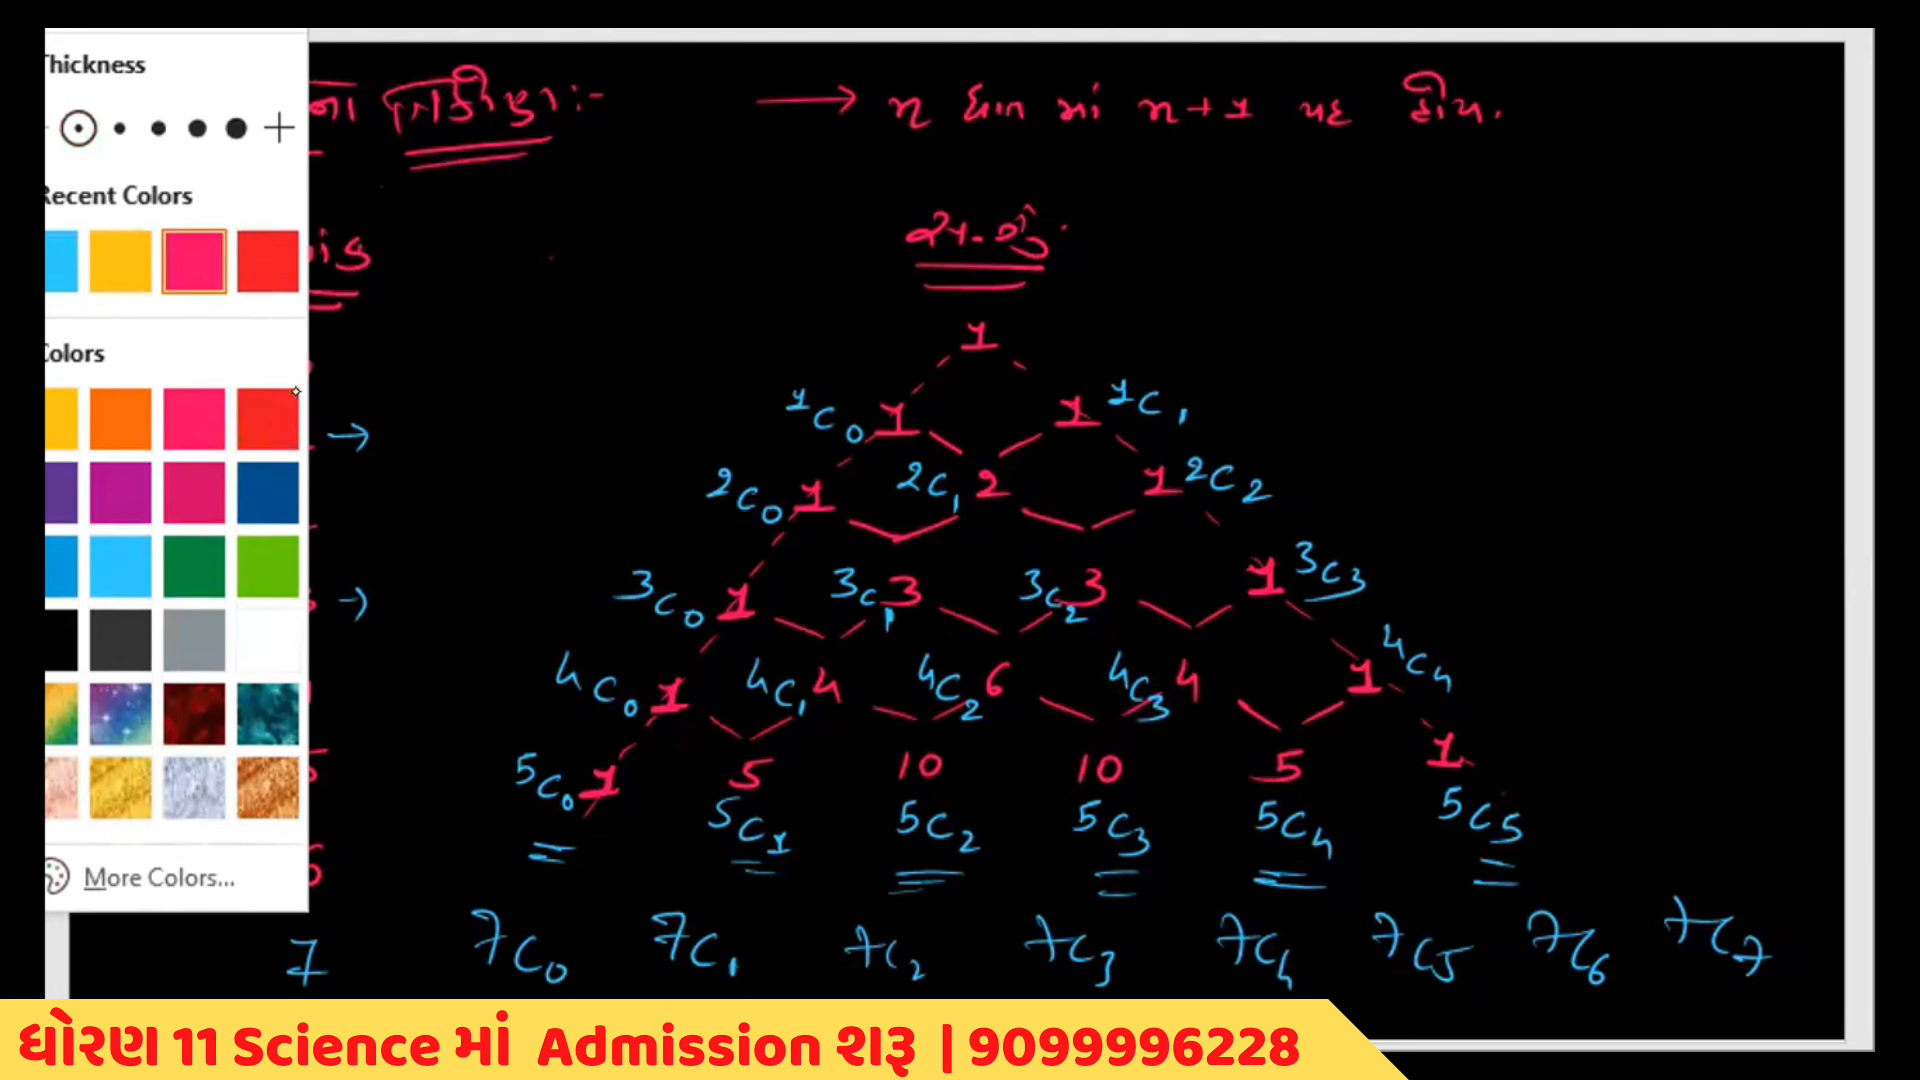 Thickness
Recent Colors
Colors
More Colors...
:-
→ n ઘાત માં n+1 પદ હોય.
1
1C0 1 1 1C1
2C0 1 2C1 2 1 2C2
3C0 1 3C1 3 3C2 3 1 3C3
4C0 1 4C1 4 4C2 6 4C3 4 1 4C4
5C0 1 5 10 10 5 1
5C1 5C2 5C3 5C4 5C5
7 7C0 7C1 7C2 7C3 7C4 7C5 7C6 7C7
ધોરણ 11 Science માં Admission શરૂ | 9099996228